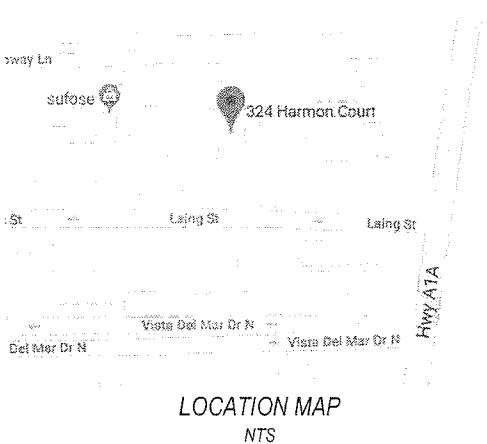 way Ln
sufose
324 Harmon Court
St
Laing St
Laing St
Hwy A1A
Vista Del Mar Dr N
Vista Del Mar Dr N
Del Mar Dr N
LOCATION MAP
NTS